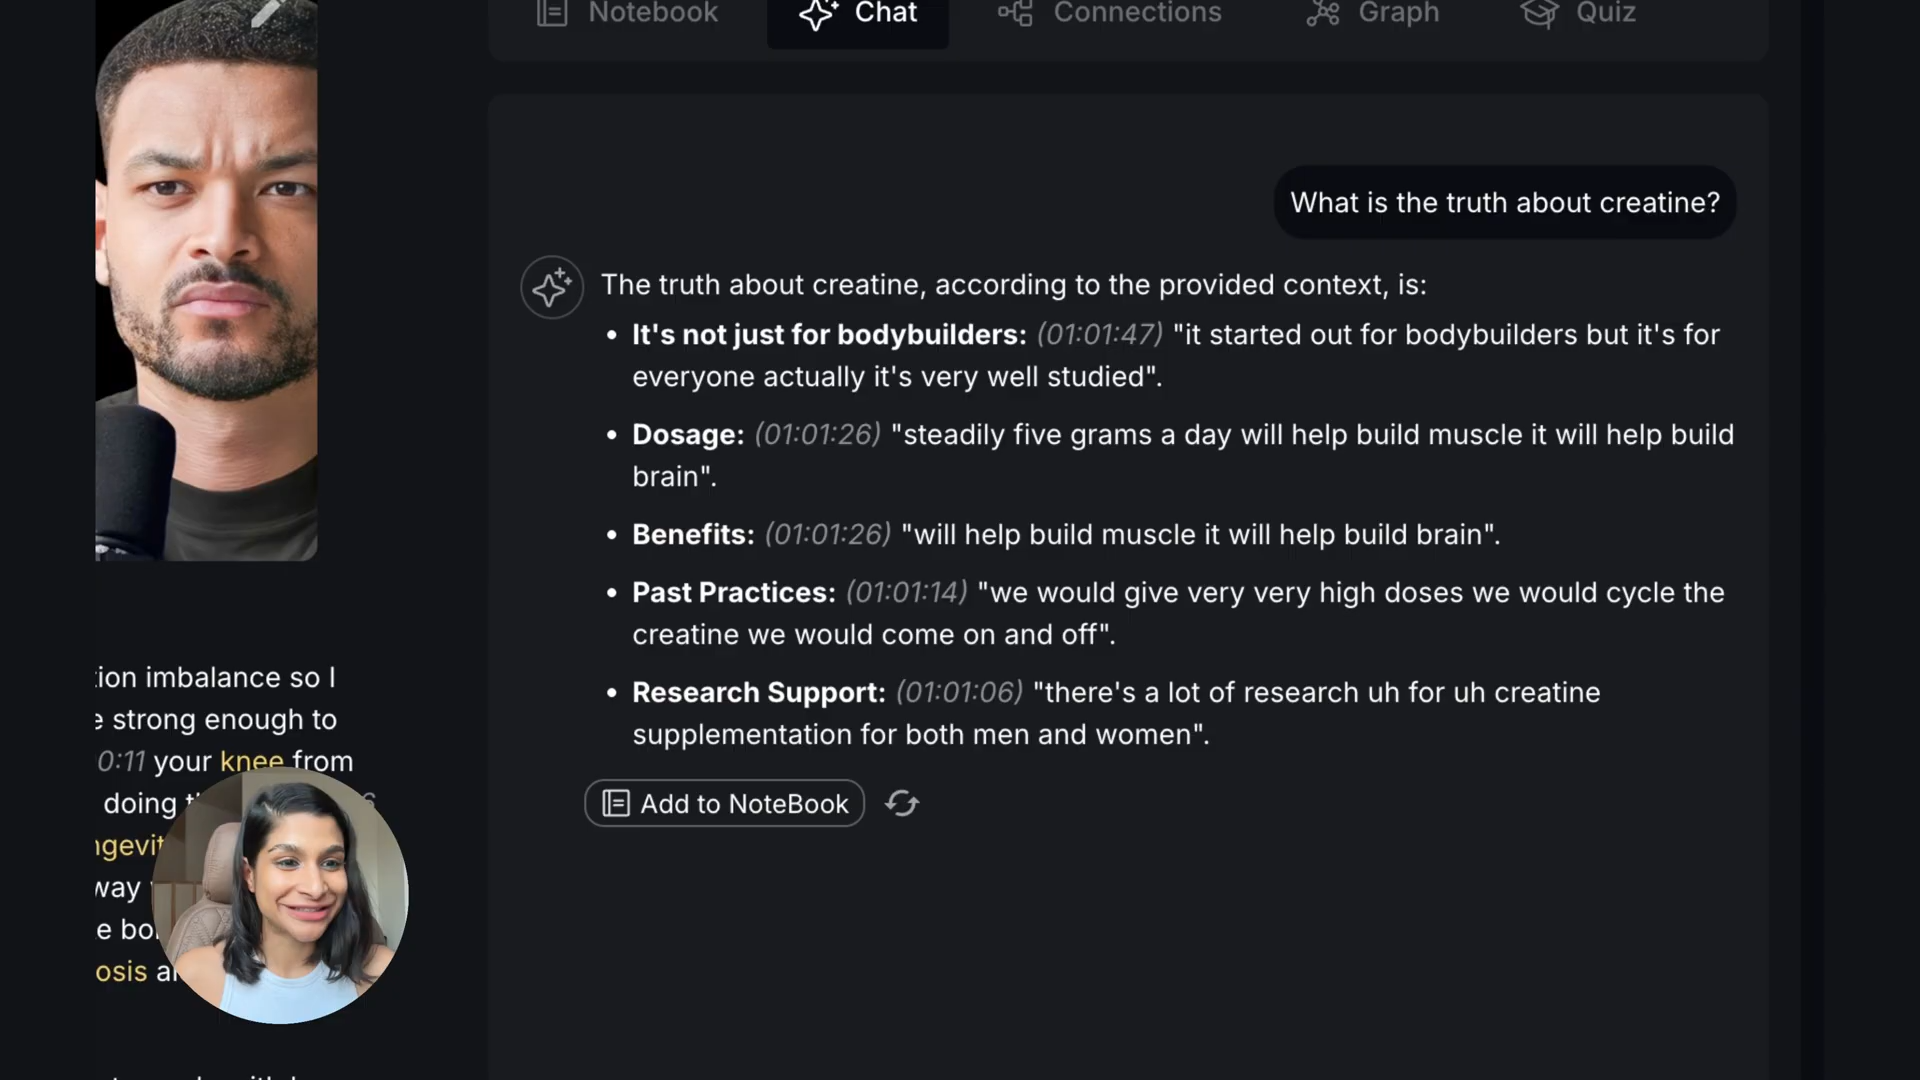 Notebook
Chat
Connections
Graph
Quiz
What is the truth about creatine?
The truth about creatine, according to the provided context, is:
• It's not just for bodybuilders: (01:01:47) "it started out for bodybuilders but it's for
everyone actually it's very well studied".
• Dosage: (01:01:26) "steadily five grams a day will help build muscle it will help build
brain".
• Benefits: (01:01:26) "will help build muscle it will help build brain".
• Past Practices: (01:01:14) "we would give very very high doses we would cycle the
creatine we would come on and off".
• Research Support: (01:01:06) "there's a lot of research uh for uh creatine
supplementation for both men and women".
Add to NoteBook
imbalance so I
strong enough to
0:11 your knee from
doing
way